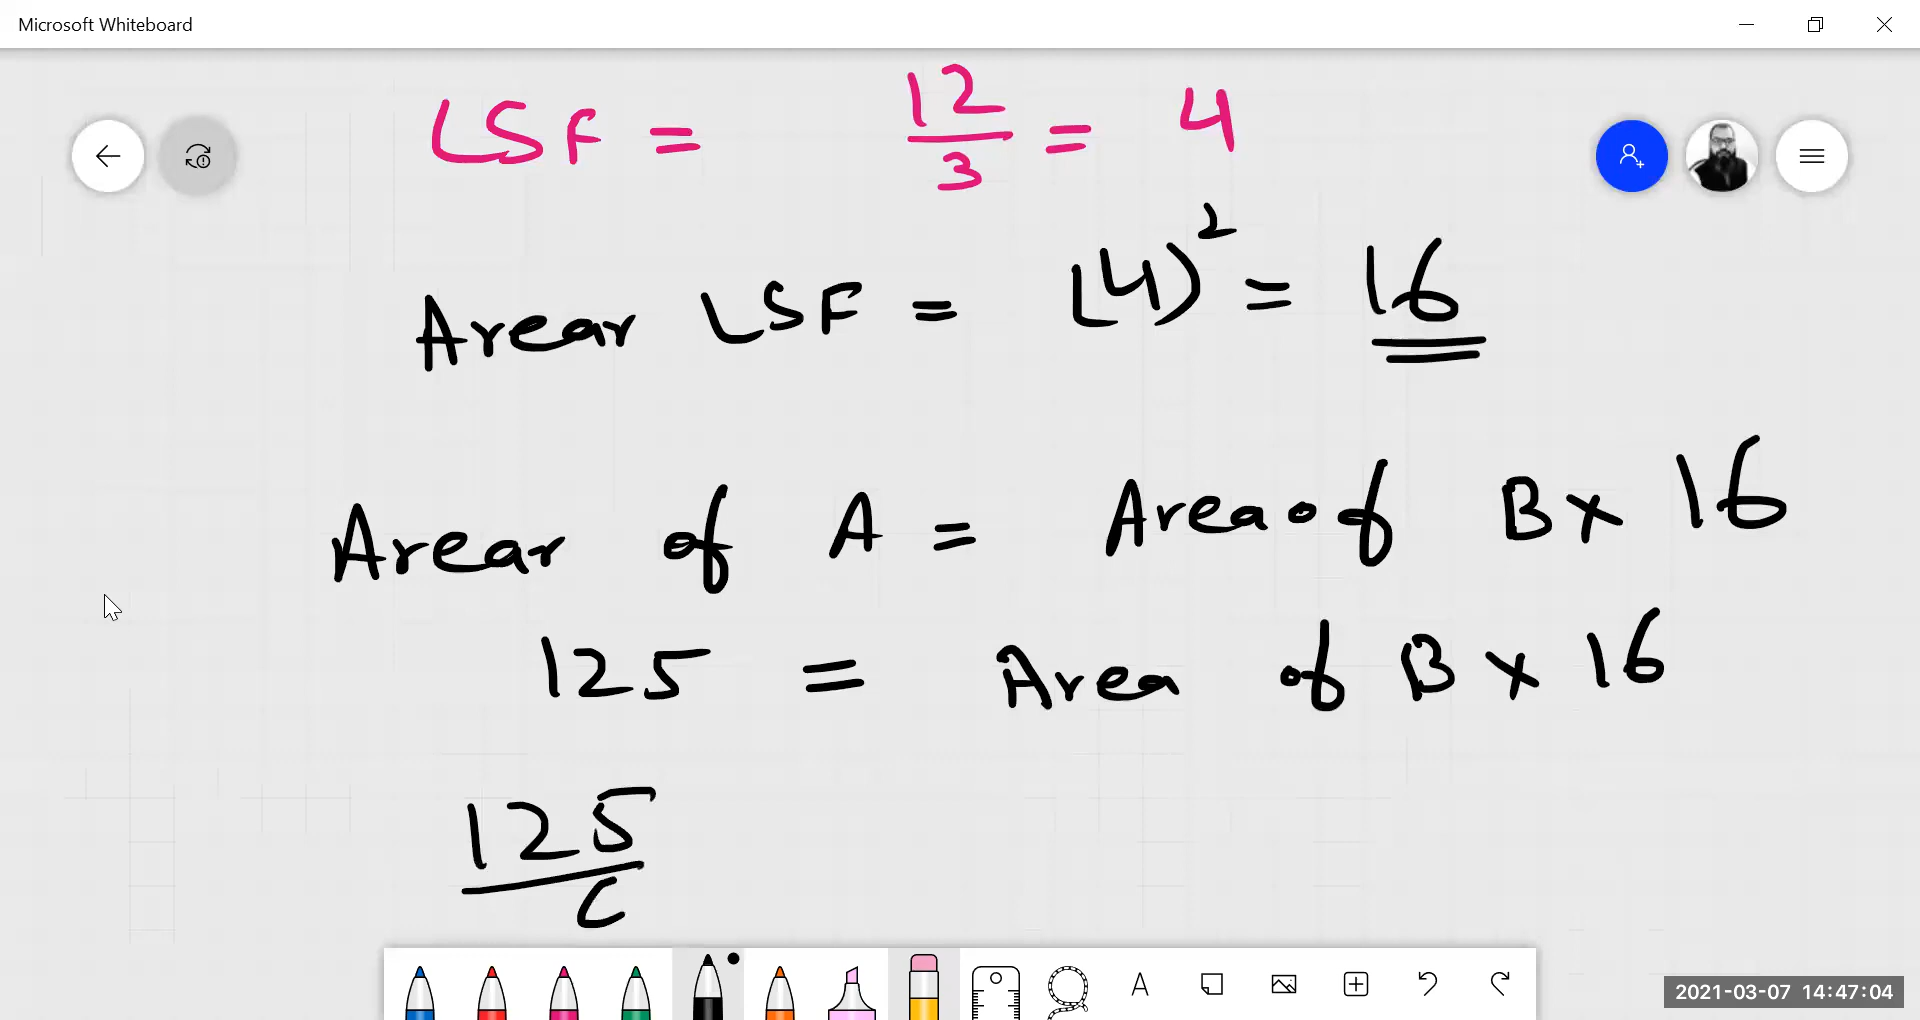 Microsoft Whiteboard
LSF = 12/3 = 4
Arear LSF = (4)² = 16
Arear of A = Area of B × 16
125 = Area of B × 16
125
2021-03-07 14:47:04